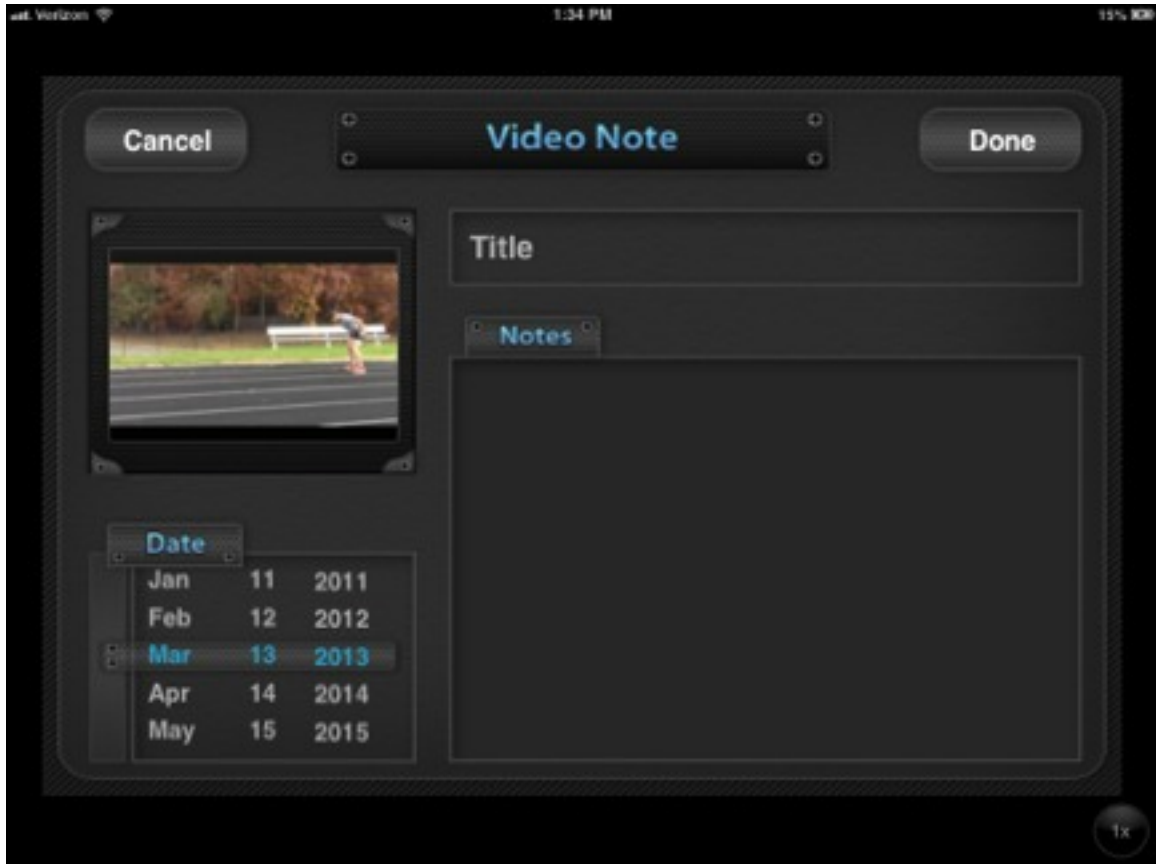 Verizon 1:34 PM 15%
Cancel Video Note Done
Title
Notes
Date
Jan 11 2011
Feb 12 2012
Mar 13 2013
Apr 14 2014
May 15 2015
1x